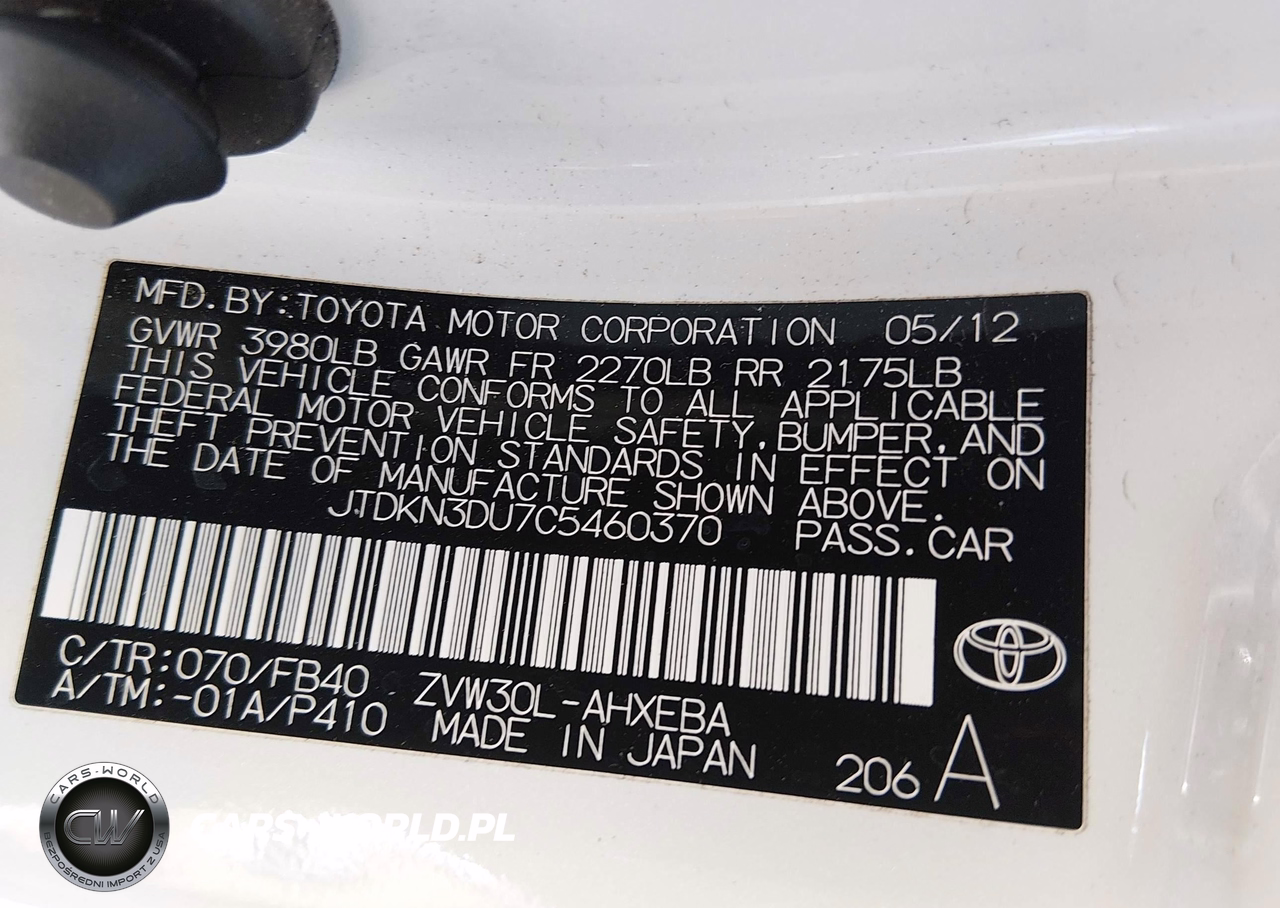 MFD. BY: TOYOTA MOTOR CORPORATION 05/12
GVWR 3980LB GAWR FR 2270LB RR 2175LB
THIS VEHICLE CONFORMS TO ALL APPLICABLE
FEDERAL MOTOR VEHICLE SAFETY, BUMPER, AND
THEFT PREVENTION STANDARDS IN EFFECT ON
THE DATE OF MANUFACTURE SHOWN ABOVE.
JTDKN3DU7C5460370 PASS. CAR
C/TR: 070/FB40 ZVW30L-AHXEBA
A/TM: -01A/P410 MADE IN JAPAN
206 A
CARS-WORLD
CW
BEZPOŚREDNI IMPORT Z USA
CARS-WORLD.PL